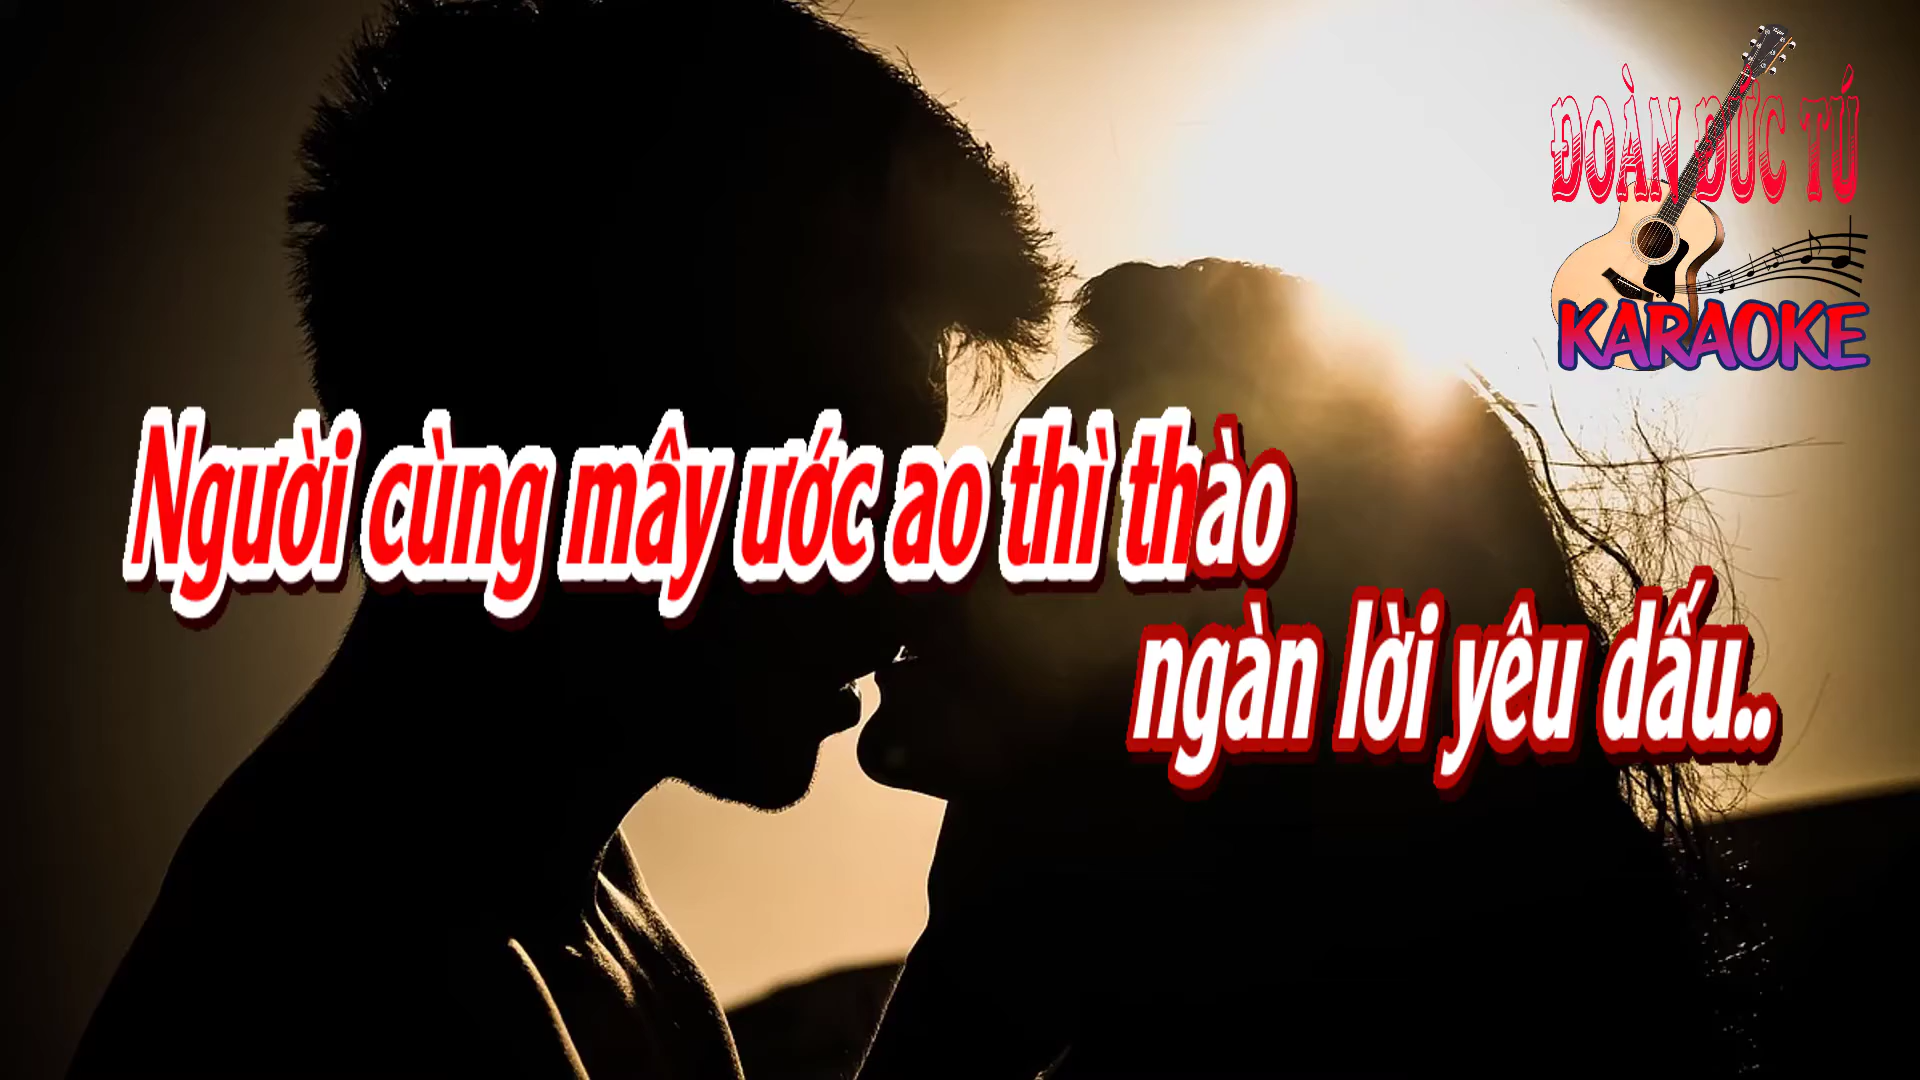 ĐOÀN ĐỨC TÚ
KARAOKE
Người cùng mây ước ao thì thào
ngàn lời yêu dấu..